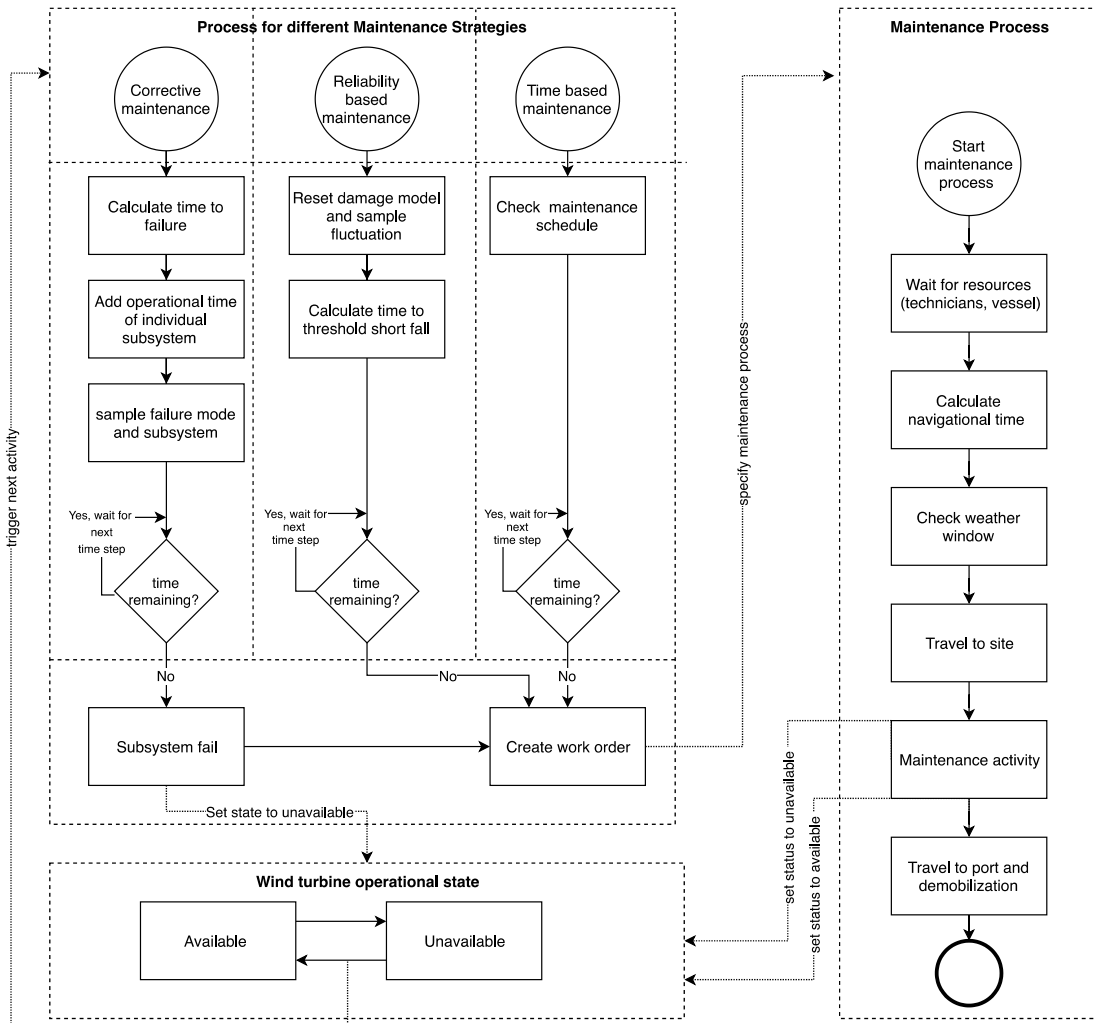 Process for different Maintenance Strategies
Maintenance Process
Corrective
maintenance
Reliability
based
maintenance
Time based
maintenance
Start
maintenance
process
Calculate time to
failure
Reset damage model
and sample
fluctuation
Check maintenance
schedule
Add operational time
of individual
subsystem
Calculate time to
threshold short fall
Wait for resources
(technicians, vessel)
sample failure mode
and subsystem
Calculate
navigational time
trigger next activity
specify maintenance process
Yes, wait for
next
time step
Yes, wait for
next
time step
Yes, wait for
next
time step
Check weather
window
time
remaining?
time
remaining?
time
remaining?
Travel to site
No
No
No
Subsystem fail
Create work order
Maintenance activity
Set state to unavailable
set status to unavailable
set status to available
Travel to port and
demobilization
Wind turbine operational state
Available
Unavailable